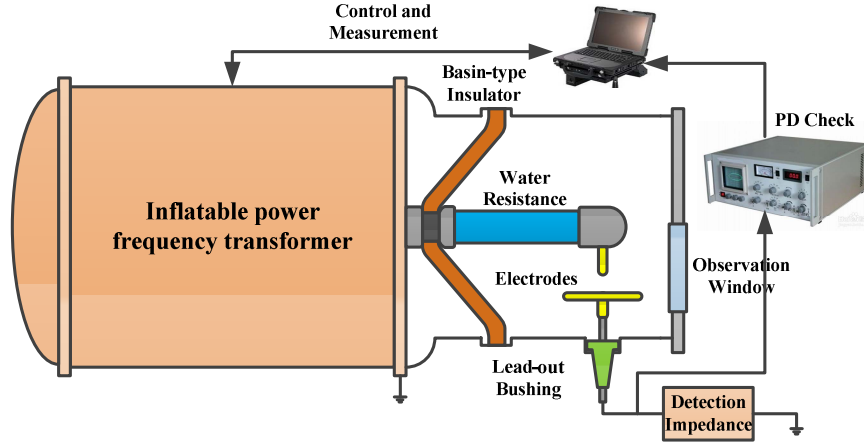 Control and
Measurement
Basin-type
Insulator
PD Check
Water
Resistance
Inflatable power
frequency transformer
Electrodes
Observation
Window
Lead-out
Bushing
Detection
Impedance